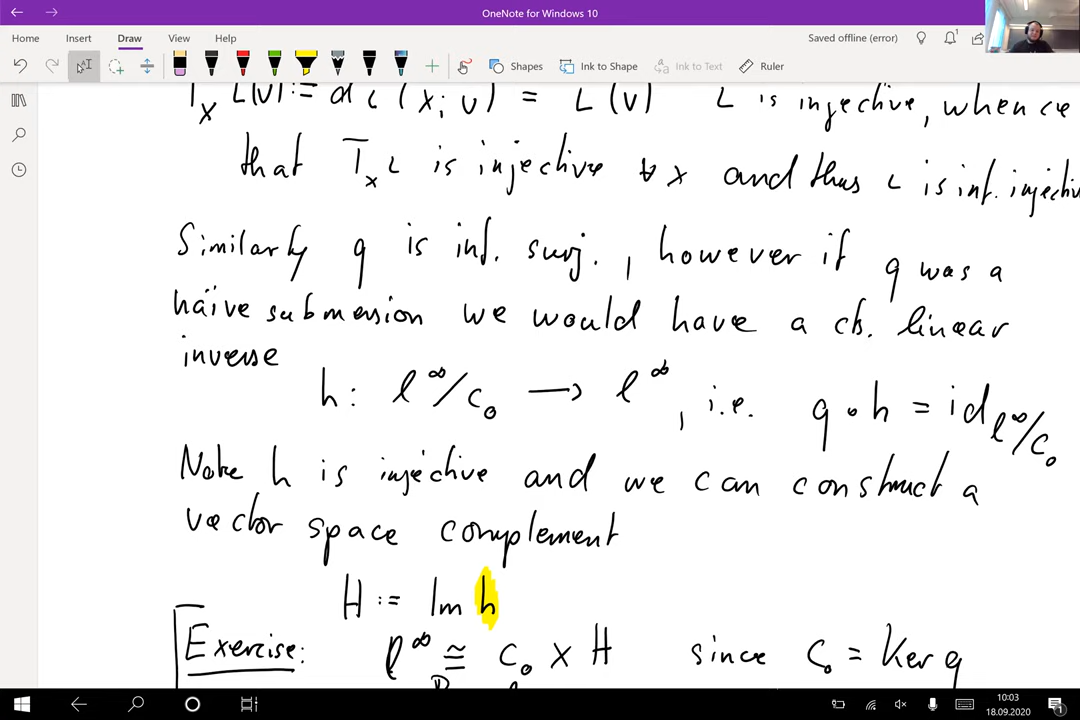 OneNote for Windows 10
Home Insert Draw View Help Saved offline (error)
Shapes Ink to Shape Ink to Text Ruler
T_x L(v) := d L (x; v) = L (v) L is injective, whence
that T_x L is injective ∀ x and thus L is inf. injective
Similarly q is inf. surj., however if q was a
naïve submersion we would have a cts. linear
inverse
h: ℓ^∞/c_0 → ℓ^∞, i.e. q ∘ h = id_{ℓ^∞/c_0}
Note h is injective and we can construct a
vector space complement
H := Im h
Exercise: ℓ^∞ ≅ c_0 × H since c_0 = Ker q
10:03
18.09.2020